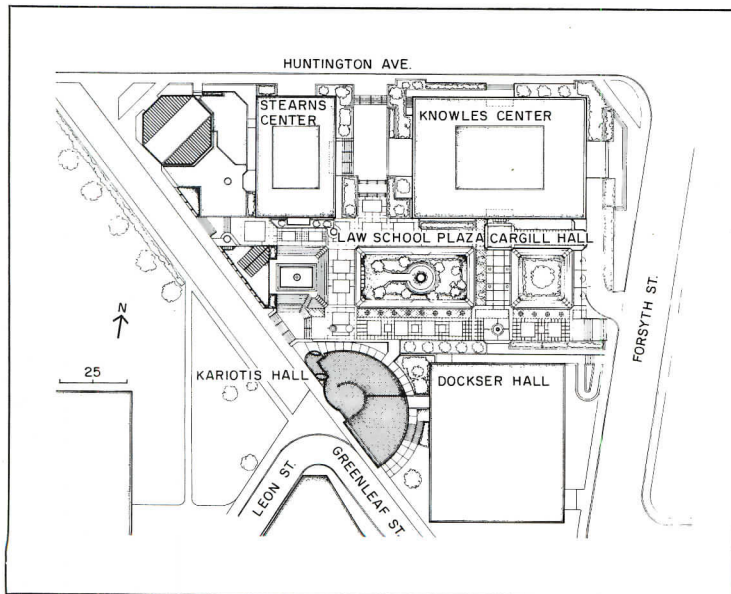 HUNTINGTON AVE.
STEARNS
CENTER
KNOWLES CENTER
LAW SCHOOL PLAZA
CARGILL HALL
N
FORSYTH ST.
25
KARIOTIS HALL
DOCKSER HALL
LEON ST.
GREENLEAF ST.